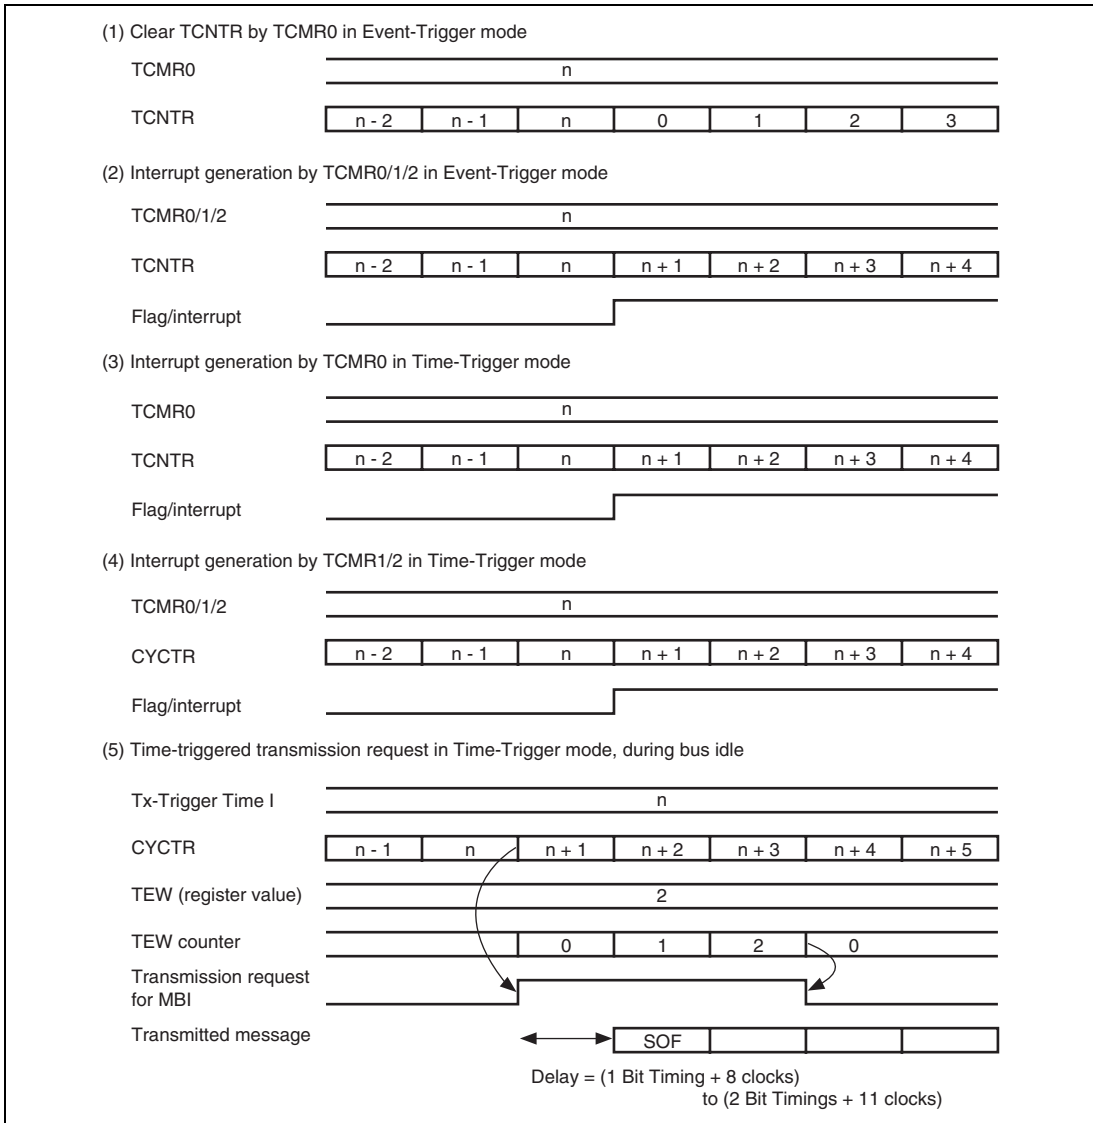 (1) Clear TCNTR by TCMR0 in Event-Trigger mode
TCMR0 n
TCNTR n - 2 n - 1 n 0 1 2 3
(2) Interrupt generation by TCMR0/1/2 in Event-Trigger mode
TCMR0/1/2 n
TCNTR n - 2 n - 1 n n + 1 n + 2 n + 3 n + 4
Flag/interrupt
(3) Interrupt generation by TCMR0 in Time-Trigger mode
TCMR0 n
TCNTR n - 2 n - 1 n n + 1 n + 2 n + 3 n + 4
Flag/interrupt
(4) Interrupt generation by TCMR1/2 in Time-Trigger mode
TCMR0/1/2 n
CYCTR n - 2 n - 1 n n + 1 n + 2 n + 3 n + 4
Flag/interrupt
(5) Time-triggered transmission request in Time-Trigger mode, during bus idle
Tx-Trigger Time I n
CYCTR n - 1 n n + 1 n + 2 n + 3 n + 4 n + 5
TEW (register value) 2
TEW counter 0 1 2 0
Transmission request
for MBI
Transmitted message SOF
Delay = (1 Bit Timing + 8 clocks)
to (2 Bit Timings + 11 clocks)